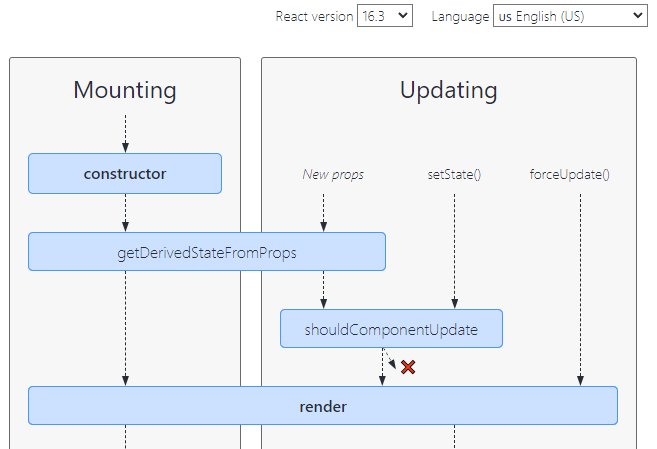 React version 16.3 Language us English (US)
Mounting Updating
constructor New props setState() forceUpdate()
getDerivedStateFromProps
shouldComponentUpdate
render